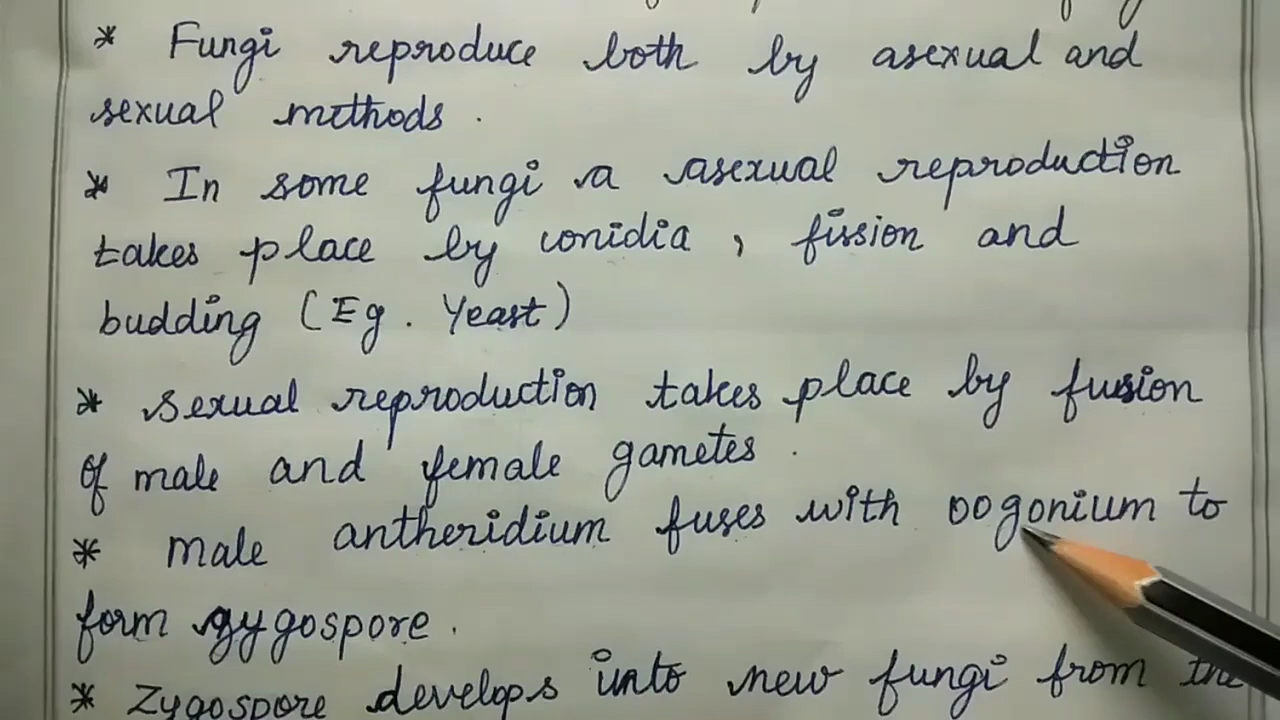 * Fungi reproduce both by asexual and
sexual methods.
* In some fungi a asexual reproduction
takes place by conidia, fission and
budding (Eg. Yeast)
* Sexual reproduction takes place by fusion
of male and female gametes.
* Male antheridium fuses with oogonium to
form zygospore.
* Zygospore develops into new fungi from the